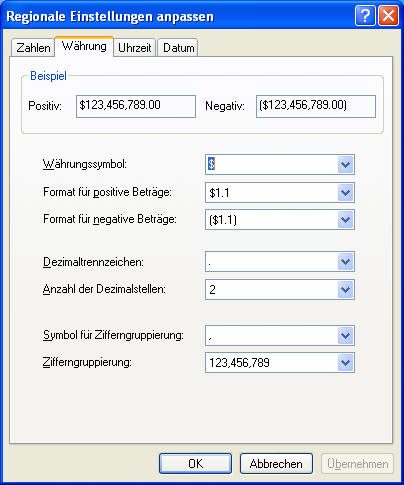 Regionale Einstellungen anpassen
Zahlen Währung Uhrzeit Datum
Beispiel
Positiv: $123,456,789.00 Negativ: ($123,456,789.00)
Währungssymbol: $
Format für positive Beträge: $1.1
Format für negative Beträge: ($1.1)
Dezimaltrennzeichen: .
Anzahl der Dezimalstellen: 2
Symbol für Zifferngruppierung: ,
Zifferngruppierung: 123,456,789
OK Abbrechen Übernehmen